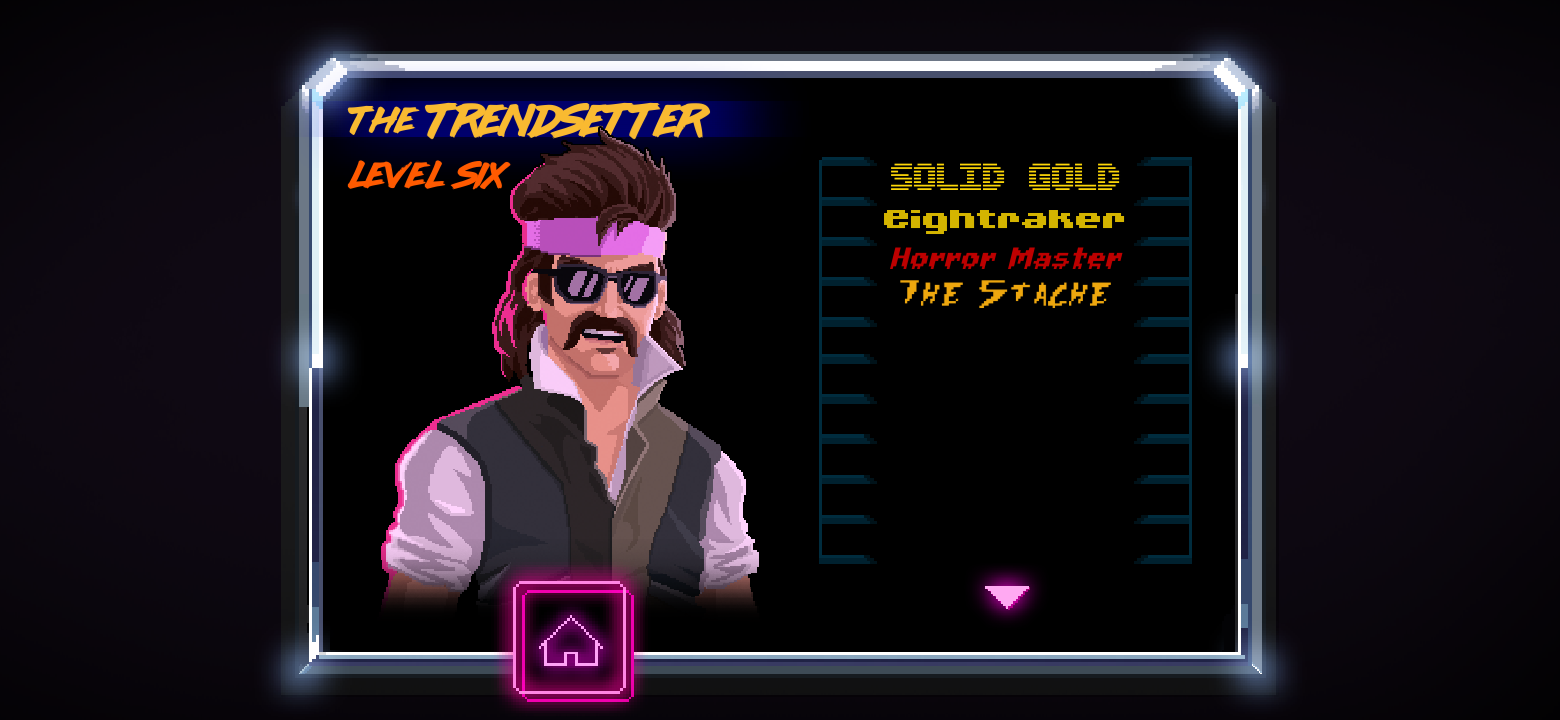 THE TRENDSETTER
LEVEL SIX
SOLID GOLD
Eightraker
Horror Master
THE STACHE